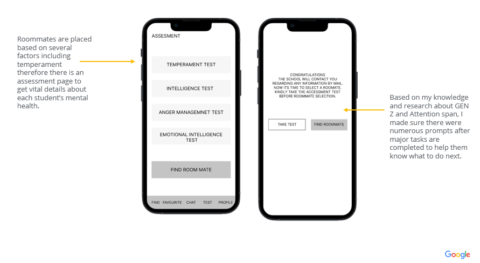 Roommates are placed
based on several
factors including
temperament
therefore there is an
assessment page to
get vital details about
each student's mental
health.
ASSESMENT
TEMPERAMENT TEST
INTELLIGENCE TEST
ANGER MANAGEMNET TEST
EMOTIONAL INTELLIGENCE
TEST
FIND ROOM MATE
FIND FAVOURITE CHAT TEST PROFILE
CONGRATULATIONS!
THE SCHOOL WILL CONTACT YOU
REGARDING ANY INFORMATION BY MAIL.
NOW ITS TIME TO SELECT A ROOMATE.
KINDLY TAKE THE ASSESSMENT TEST
BEFORE ROOMMATE SELECTION.
TAKE TEST FIND ROOMMATE
Based on my knowledge
and research about GEN
Z and Attention span, I
made sure there were
numerous prompts after
major tasks are
completed to help them
know what to do next.
Google